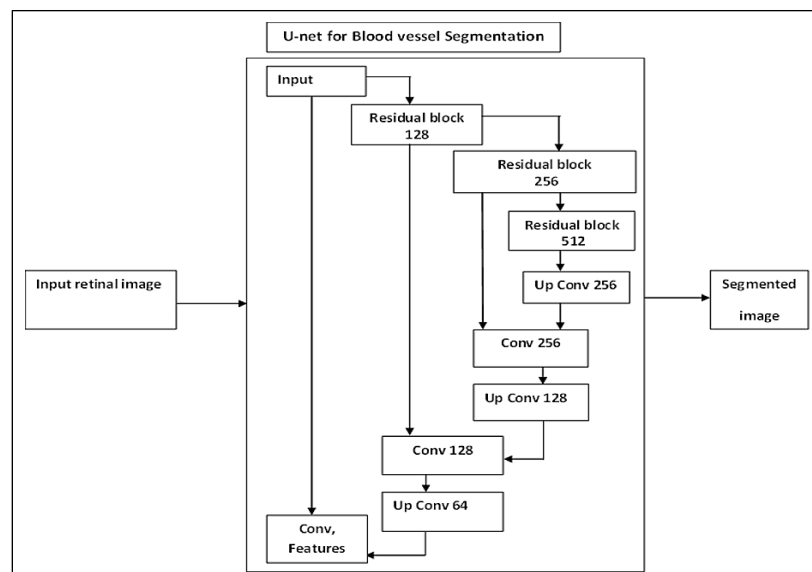 U-net for Blood vessel Segmentation
Input
Residual block
128
Residual block
256
Residual block
512
Input retinal image
Up Conv 256
Segmented
image
Conv 256
Up Conv 128
Conv 128
Up Conv 64
Conv,
Features